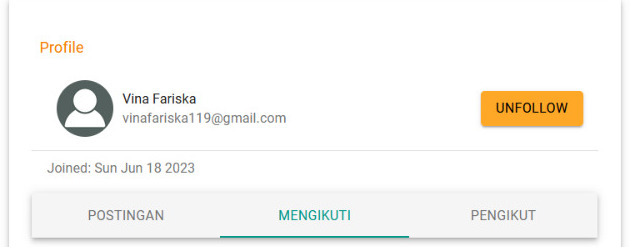 Profile
Vina Fariska
vinafariska119@gmail.com
UNFOLLOW
Joined: Sun Jun 18 2023
POSTINGAN MENGIKUTI PENGIKUT